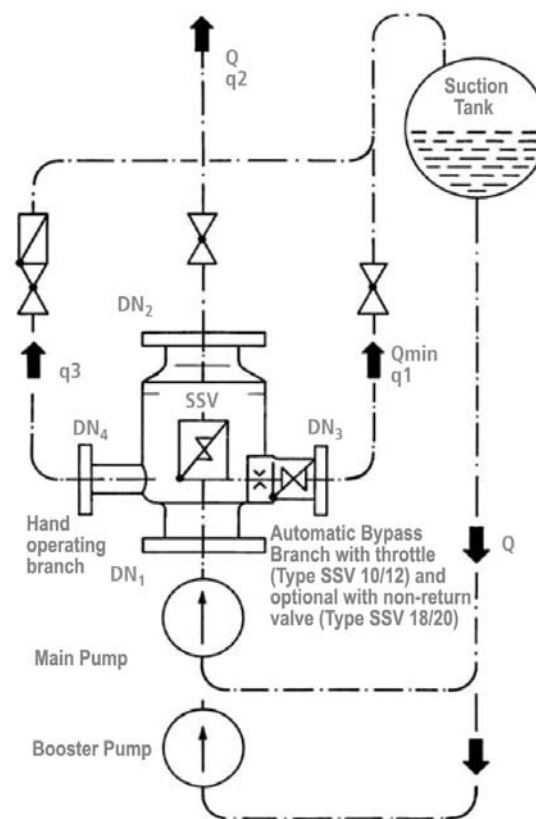 Q
q2
Suction
Tank
DN2
Qmin
q1
q3
SSV
DN4
DN3
Hand
operating
branch
Automatic Bypass
Branch with throttle
(Type SSV 10/12) and
optional with non-return
valve (Type SSV 18/20)
Q
DN1
Main Pump
Booster Pump